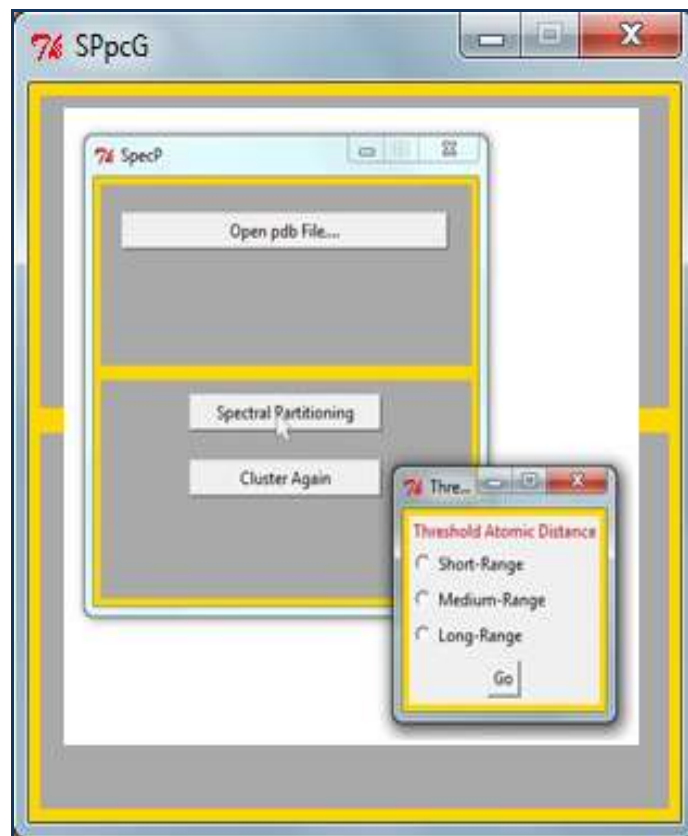 SPpcG
SpecP
Open pdb File....
Spectral Partitioning
Cluster Again
Thre...
Threshold Atomic Distance
Short-Range
Medium-Range
Long-Range
Go